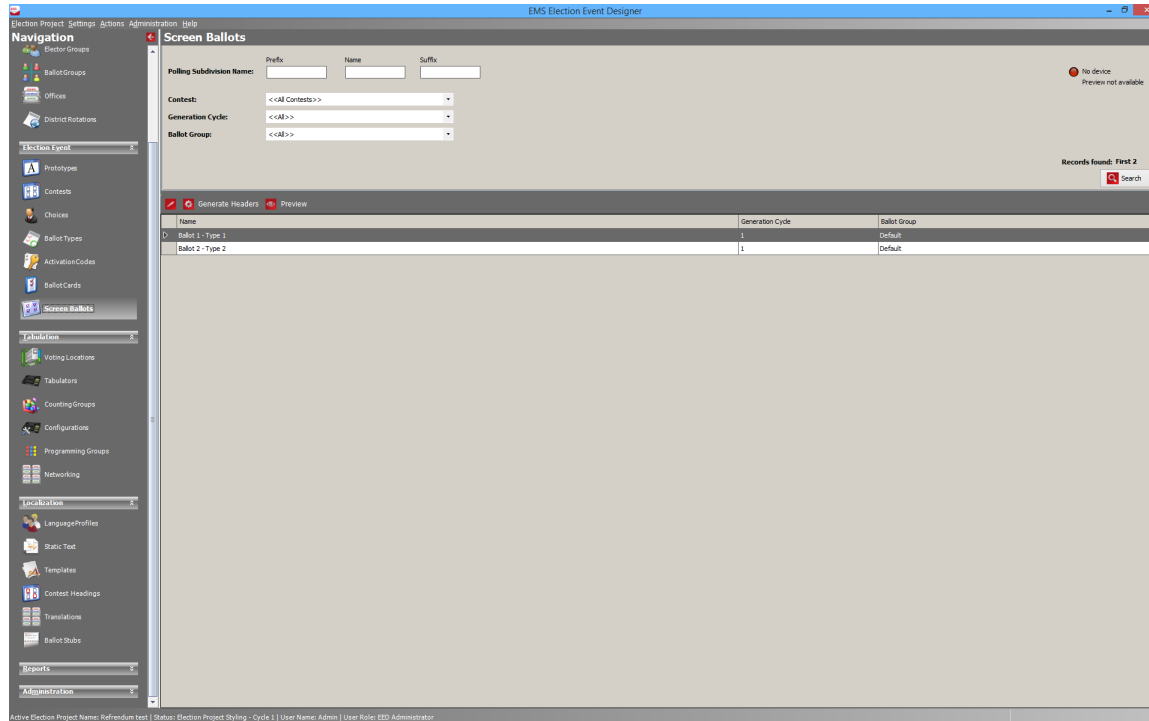 EMS Election Event Designer
Election Project Settings Actions Administration Help
Navigation
Elector Groups
Ballot Groups
Offices
District Rotations
Election Event
Prototypes
Contests
Choices
Ballot Types
Activation Codes
Ballot Cards
Screen Ballots
Tabulation
Voting Locations
Tabulators
Counting Groups
Configurations
Programming Groups
Networking
Localization
Language Profiles
Static Text
Templates
Contest Headings
Translations
Ballot Stubs
Reports
Administration
Screen Ballots
Prefix Name Suffix
Polling Subdivision Name:
No device
Preview not available
Contest: <<All Contests>>
Generation Cycle: <<All>>
Ballot Group: <<All>>
Records found: First 2
Search
Generate Headers Preview
Name Generation Cycle Ballot Group
Ballot 1 - Type 1 1 Default
Ballot 2 - Type 2 1 Default
Active Election Project Name: Refrendum test | Status: Election Project Styling - Cycle 1 | User Name: Admin | User Role: EED Administrator